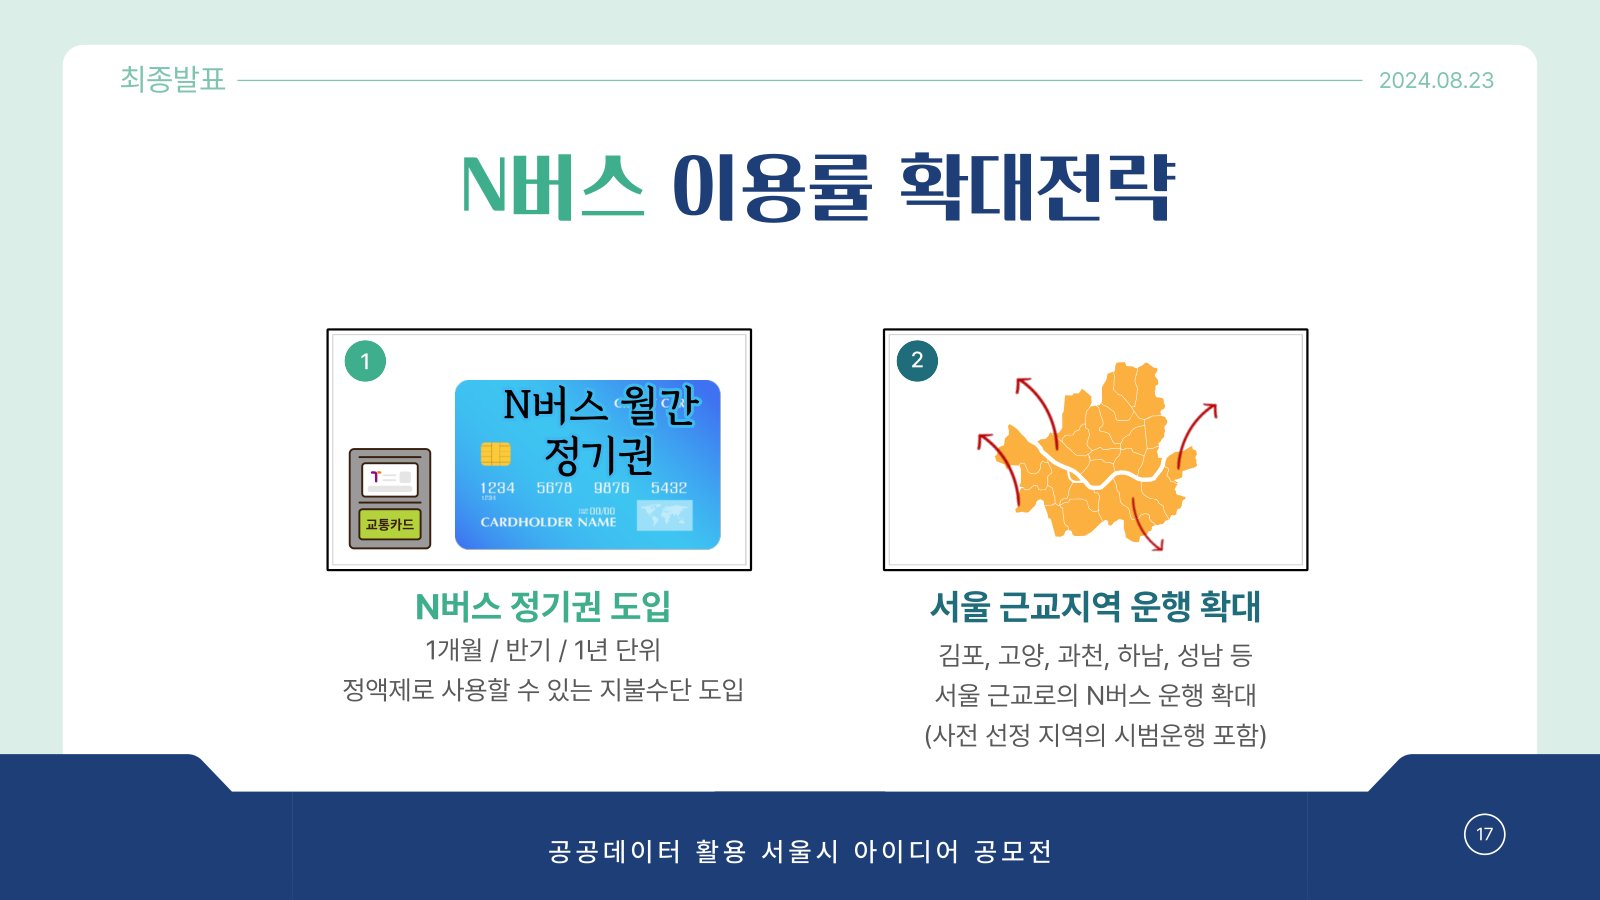 최종발표
2024.08.23
N버스 이용률 확대전략
1
N버스 월간
정기권
1234 5678 9876 5432
1234
00/00
CARDHOLDER NAME
T
교통카드
2
N버스 정기권 도입
1개월 / 반기 / 1년 단위
정액제로 사용할 수 있는 지불수단 도입
서울 근교지역 운행 확대
김포, 고양, 과천, 하남, 성남 등
서울 근교로의 N버스 운행 확대
(사전 선정 지역의 시범운행 포함)
공공데이터 활용 서울시 아이디어 공모전
17